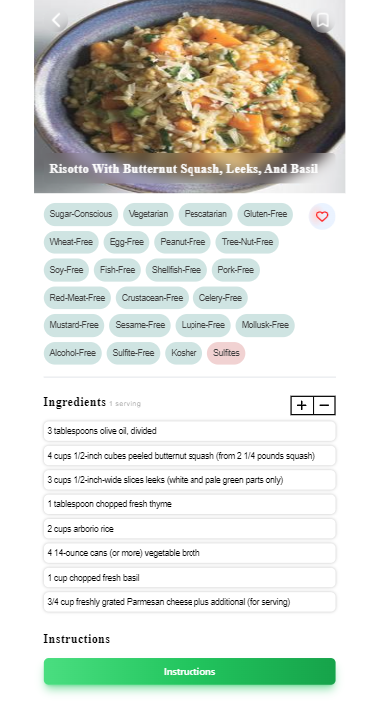 Risotto With Butternut Squash, Leeks, And Basil
Sugar-Conscious Vegetarian Pescatarian Gluten-Free
Wheat-Free Egg-Free Peanut-Free Tree-Nut-Free
Soy-Free Fish-Free Shellfish-Free Pork-Free
Red-Meat-Free Crustacean-Free Celery-Free
Mustard-Free Sesame-Free Lupine-Free Mollusk-Free
Alcohol-Free Sulfite-Free Kosher Sulfites
Ingredients 1 serving + −
3 tablespoons olive oil, divided
4 cups 1/2-inch cubes peeled butternut squash (from 2 1/4 pounds squash)
3 cups 1/2-inch-wide slices leeks (white and pale green parts only)
1 tablespoon chopped fresh thyme
2 cups arborio rice
4 14-ounce cans (or more) vegetable broth
1 cup chopped fresh basil
3/4 cup freshly grated Parmesan cheese plus additional (for serving)
Instructions
Instructions